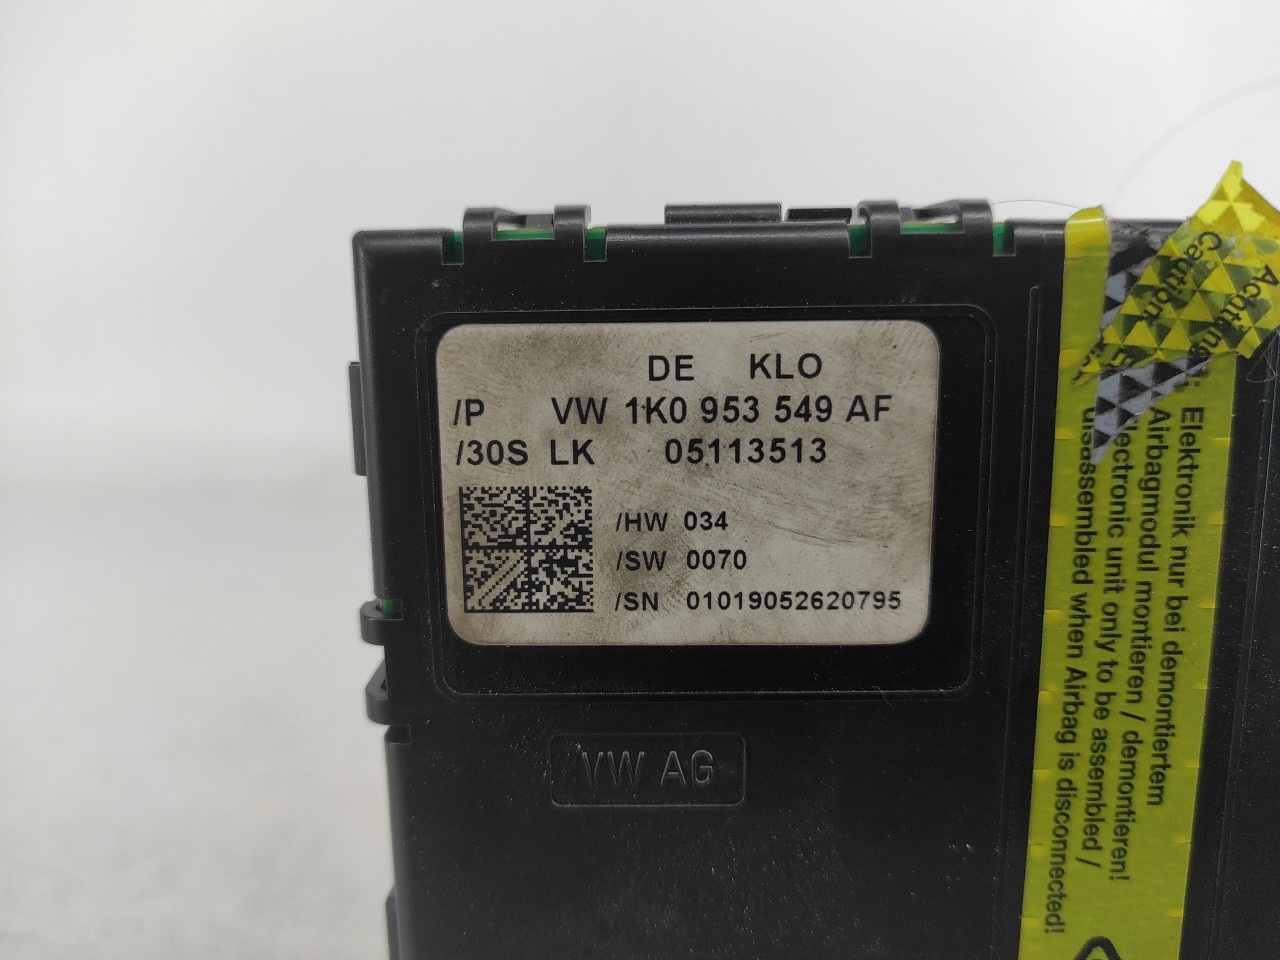 DE KLO
/P VW 1K0 953 549 AF
/30S LK 05113513
/HW 034
/SW 0070
/SN 01019052620795
VW AG
Caution
Elektronik nur bei demontiertem
Airbagmodul montieren / demontieren!
electronic unit only to be assembled /
disassembled when Airbag is disconnected!